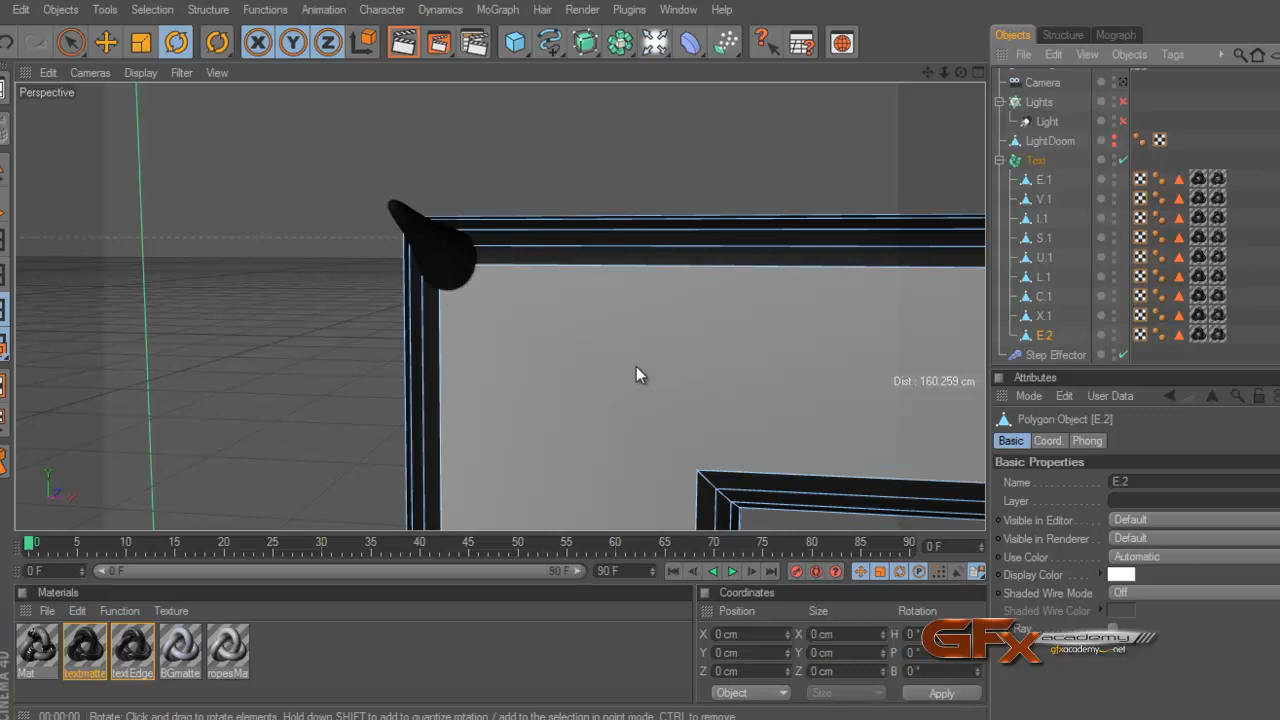 Edit Objects Tools Selection Structure Functions Animation Character Dynamics MoGraph Hair Render Plugins Window Help
Edit Cameras Display Filter View
Perspective
Dist : 160.259 cm
0 5 10 15 20 25 30 35 40 45 50 55 60 65 70 75 80 85 90 0 F
0 F 0 F 90 F 90 F
Materials
File Edit Function Texture
Mat textmatte textEdge BGmatte ropesMa
Coordinates
Position Size Rotation
X 0 cm X 0 cm H 0 °
Y 0 cm Y 0 cm P 0 °
Z 0 cm Z 0 cm B 0 °
Object Size Apply
Objects Structure Mograph
File Edit View Objects Tags
Camera
Lights
Light
LightDoom
Text
E.1
V.1
I.1
S.1
U.1
L.1
C.1
X.1
E.2
Step Effector
Attributes
Mode Edit User Data
Polygon Object [E.2]
Basic Coord. Phong
Basic Properties
Name E.2
Layer
Visible in Editor Default
Visible in Renderer Default
Use Color Automatic
Display Color
Shaded Wire Mode Off
Shaded Wire Color
Ray
GFx academy
gfxacademy.net
CINEMA 4D
00:00:00 Rotate: Click and drag to rotate elements. Hold down SHIFT to quantize rotation / add to the selection in point mode, CTRL to remove.